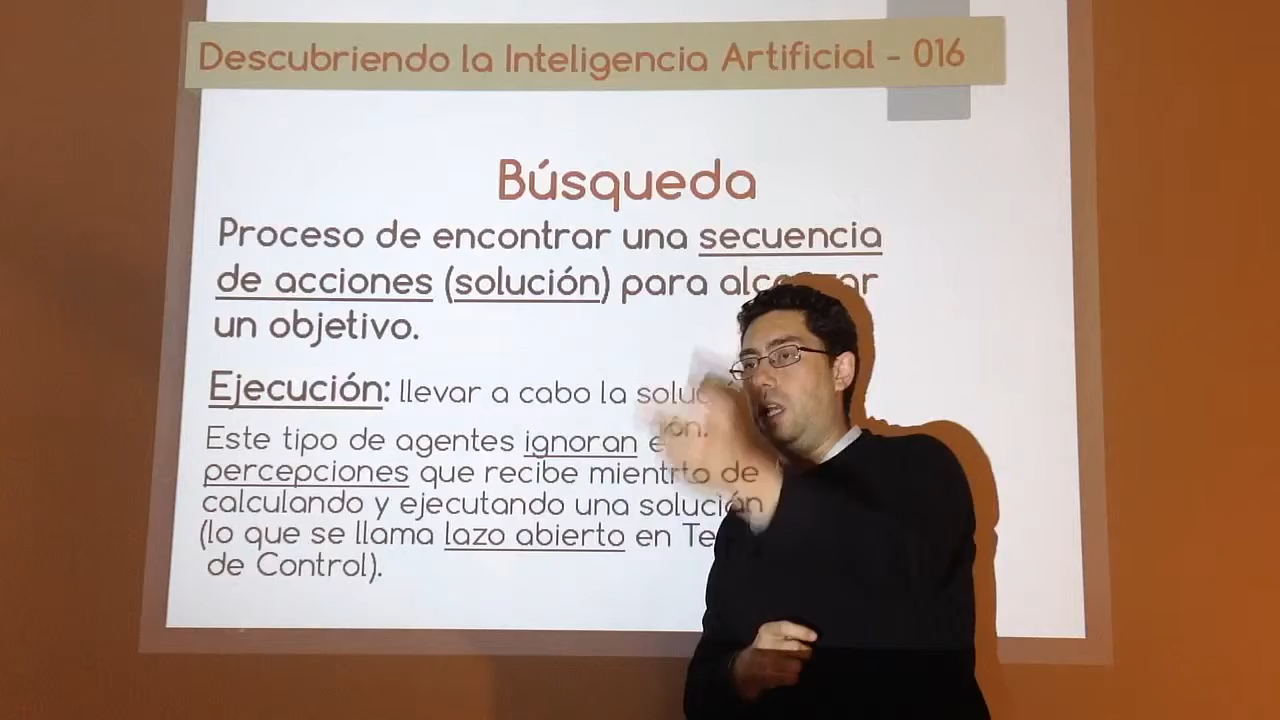 Descubriendo la Inteligencia Artificial - 016
Búsqueda
Proceso de encontrar una secuencia
de acciones (solución) para
un objetivo.
Ejecución: llevar a cabo la
Este tipo de agentes ignoran
percepciones que recibe de
calculando y ejecutando una solución
(lo que se llama lazo abierto en
de Control).